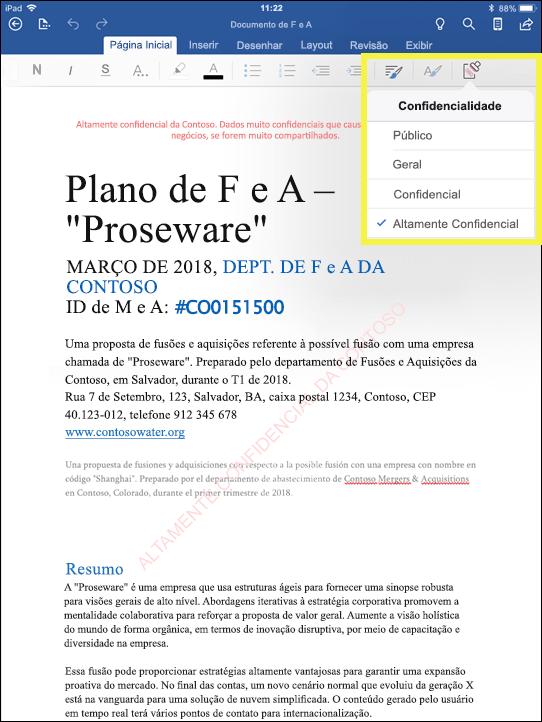 iPad 11:22 88%
Documento de F e A
Página Inicial Inserir Desenhar Layout Revisão Exibir
N I S A...  A
Confidencialidade
Público
Geral
Confidencial
Altamente Confidencial
Altamente confidencial da Contoso. Dados muito confidenciais que caus
negócios, se forem muito compartilhados.
Plano de F e A –
"Proseware"
MARÇO DE 2018, DEPT. DE F e A DA
CONTOSO
ID de M e A: #CO0151500
Uma proposta de fusões e aquisições referente à possível fusão com uma empresa
chamada de "Proseware". Preparado pelo departamento de Fusões e Aquisições da
Contoso, em Salvador, durante o T1 de 2018.
Rua 7 de Setembro, 123, Salvador, BA, caixa postal 1234, Contoso, CEP
40.123-012, telefone 912 345 678
www.contosowater.org
Una propuesta de fusiones y adquisiciones con respecto a la posible fusión con una empresa con nombre en
código "Shanghai". Preparado por el departamento de abastecimiento de Contoso Mergers & Acquisitions
en Contoso, Colorado, durante el primer trimestre de 2018.
ALTAMENTE CONFIDENCIAL DA CONTOSO
Resumo
A "Proseware" é uma empresa que usa estruturas ágeis para fornecer uma sinopse robusta
para visões gerais de alto nível. Abordagens iterativas à estratégia corporativa promovem a
mentalidade colaborativa para reforçar a proposta de valor geral. Aumente a visão holística
do mundo de forma orgânica, em termos de inovação disruptiva, por meio de capacitação e
diversidade na empresa.
Essa fusão pode proporcionar estratégias altamente vantajosas para garantir uma expansão
proativa do mercado. No final das contas, um novo cenário normal que evoluiu da geração X
está na vanguarda para uma solução de nuvem simplificada. O conteúdo gerado pelo usuário
em tempo real terá vários pontos de contato para internacionalização.